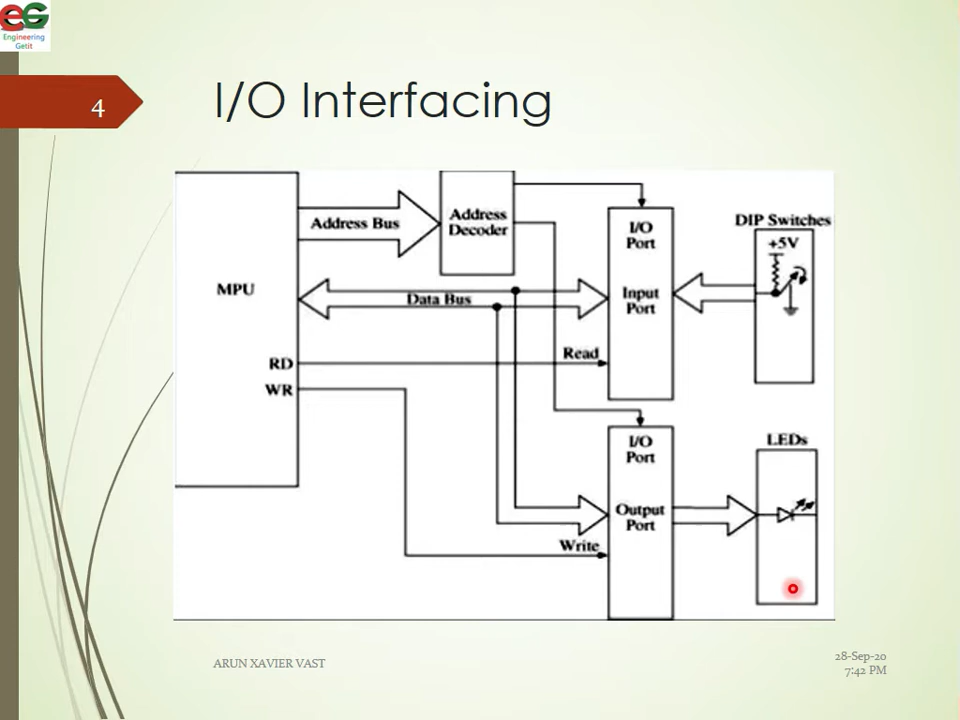 EG
Engineering
Getit
4
I/O Interfacing
Address Bus
Address
Decoder
I/O
Port
Input
Port
DIP Switches
+5V
MPU
Data Bus
RD
Read
WR
I/O
Port
Output
Port
Write
LEDs
ARUN XAVIER VAST
28-Sep-20
7:42 PM